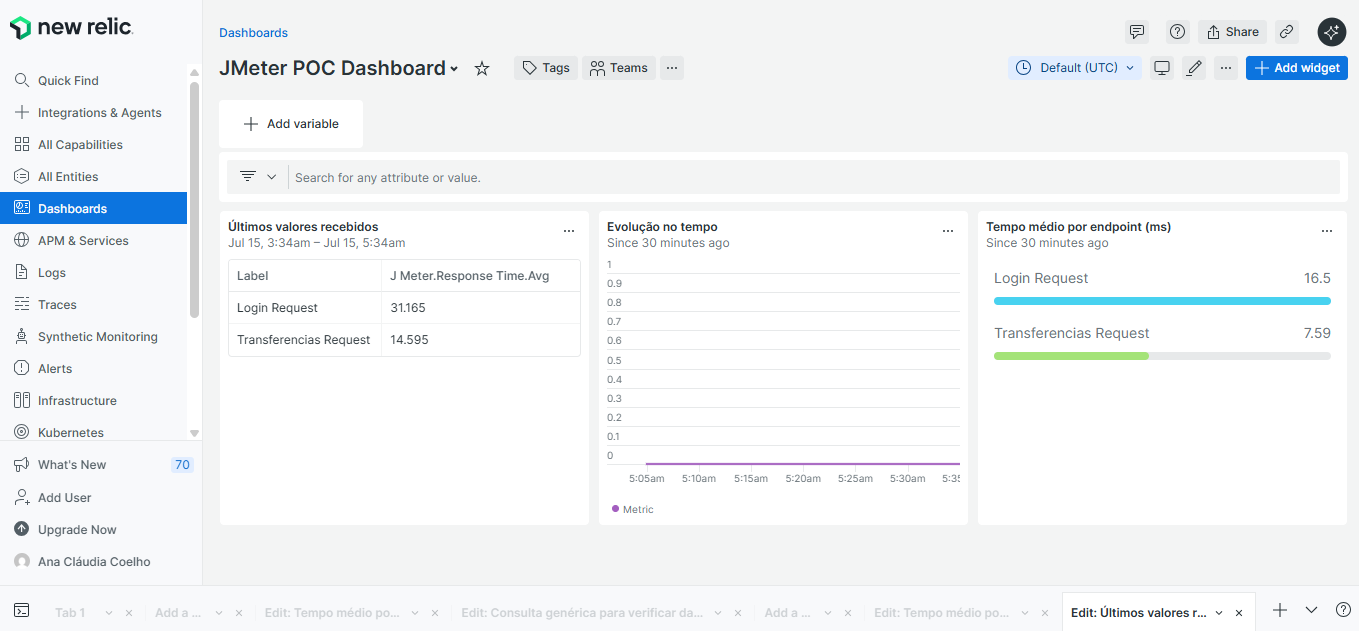 new relic
Quick Find
Integrations & Agents
All Capabilities
All Entities
Dashboards
APM & Services
Logs
Traces
Synthetic Monitoring
Alerts
Infrastructure
Kubernetes
What's New 70
Add User
Upgrade Now
Ana Cláudia Coelho
Dashboards
Share
JMeter POC Dashboard
Tags
Teams
Default (UTC)
Add widget
Add variable
Search for any attribute or value.
Últimos valores recebidos
Jul 15, 3:34am – Jul 15, 5:34am
Label J Meter.Response Time.Avg
Login Request 31.165
Transferencias Request 14.595
Evolução no tempo
Since 30 minutes ago
1
0.9
0.8
0.7
0.6
0.5
0.4
0.3
0.2
0.1
0
5:05am 5:10am 5:15am 5:20am 5:25am 5:30am 5:35
Metric
Tempo médio por endpoint (ms)
Since 30 minutes ago
Login Request 16.5
Transferencias Request 7.59
Tab 1 Add a ... Edit: Tempo médio po... Edit: Consulta genérica para verificar da... Add a ... Edit: Tempo médio po... Edit: Últimos valores r...